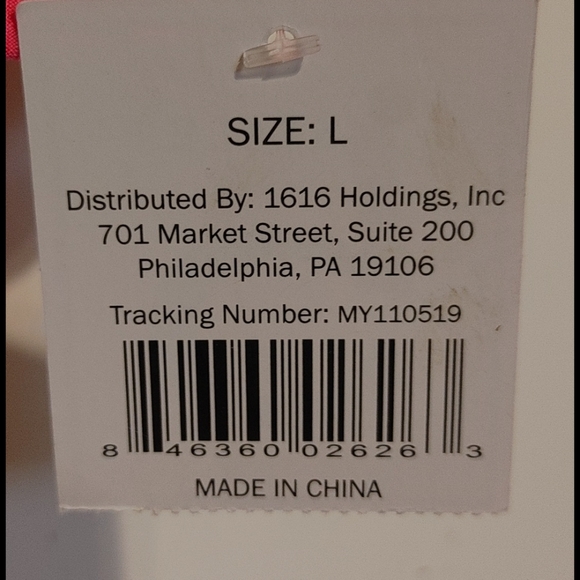 SIZE: L
Distributed By: 1616 Holdings, Inc
701 Market Street, Suite 200
Philadelphia, PA 19106
Tracking Number: MY110519
8 46360 02626 3
MADE IN CHINA